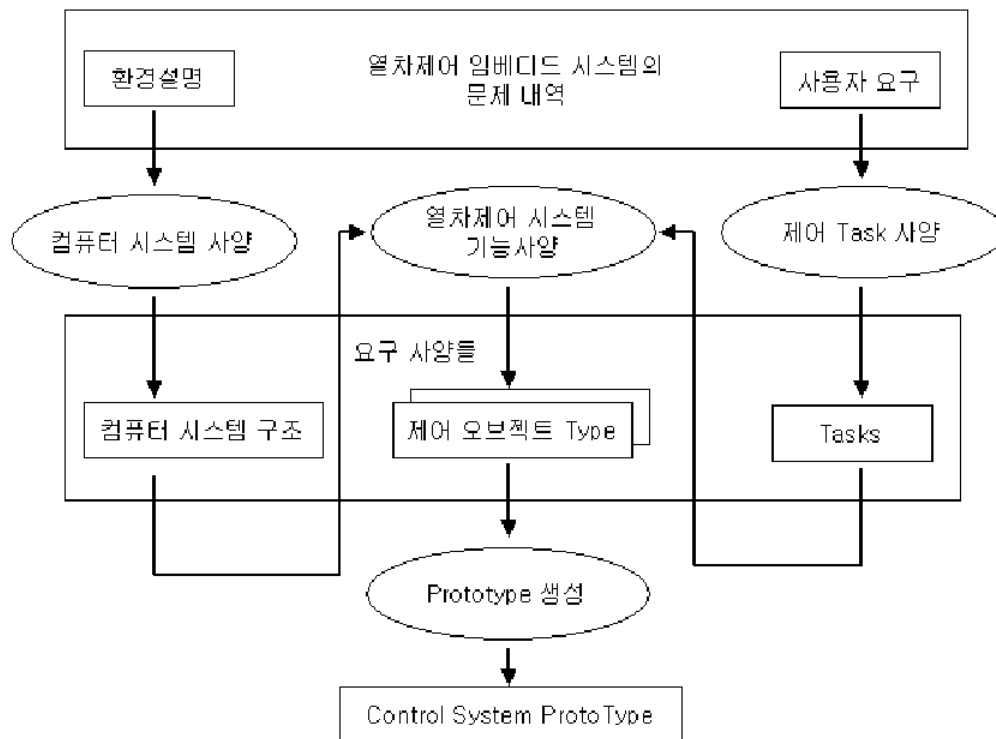 환경설명
열차제어 임베디드 시스템의
문제 내역
사용자 요구
컴퓨터 시스템 사양
열차제어 시스템
기능사양
제어 Task 사양
요구 사양들
컴퓨터 시스템 구조
제어 오브젝트 Type
Tasks
Prototype 생성
Control System ProtoType